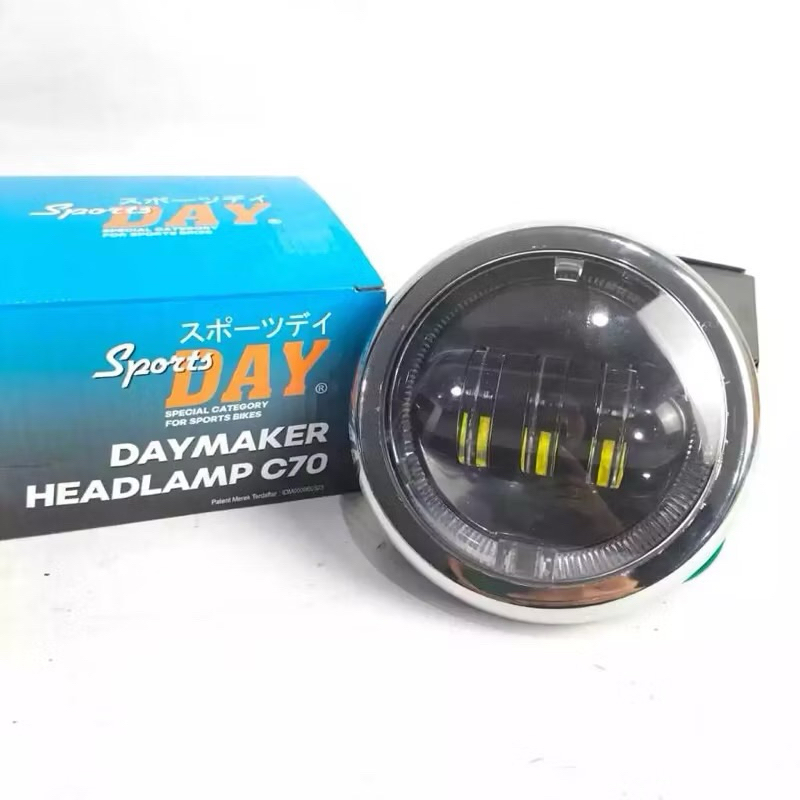 スポーツデイ
Sports DAY®
SPECIAL CATEGORY
FOR SPORTS BIKES
スポーツデイ
Sports DAY®
SPECIAL CATEGORY
FOR SPORTS BIKES
DAYMAKER
HEADLAMP C70
Patent Merek Terdaftar :